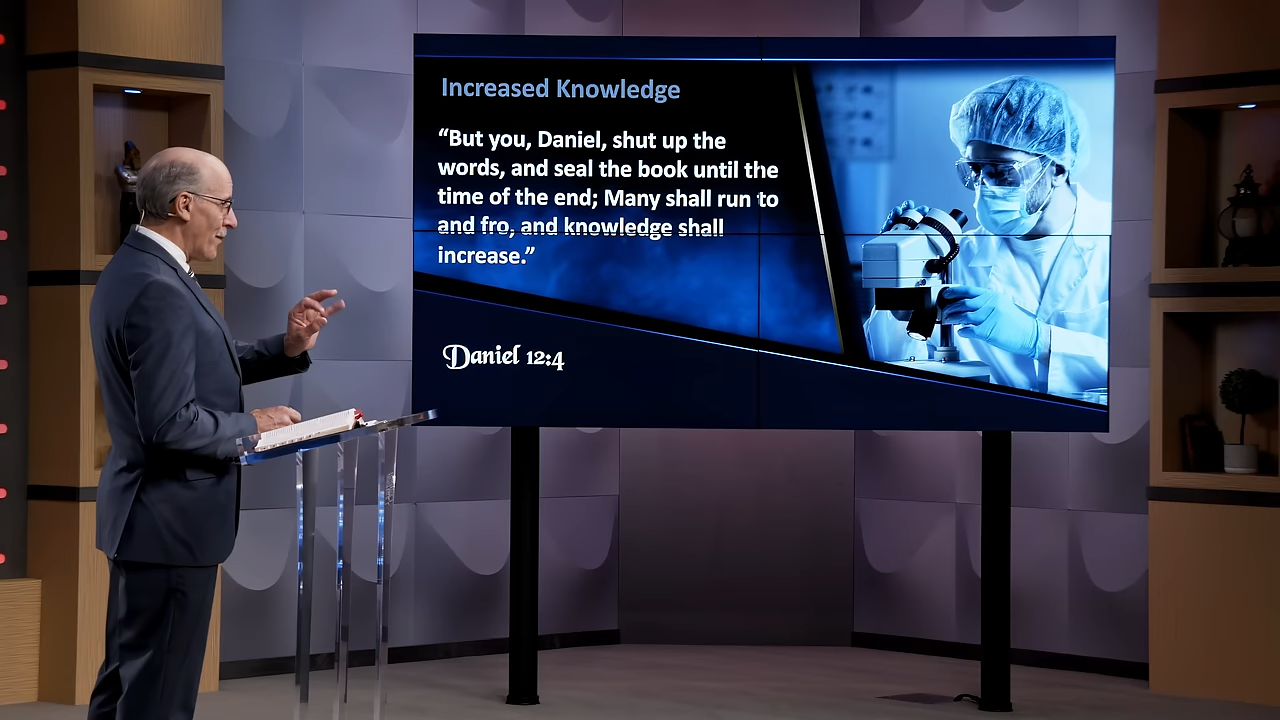 Increased Knowledge
“But you, Daniel, shut up the
words, and seal the book until the
time of the end; Many shall run to
and fro, and knowledge shall
increase.”
Daniel 12:4